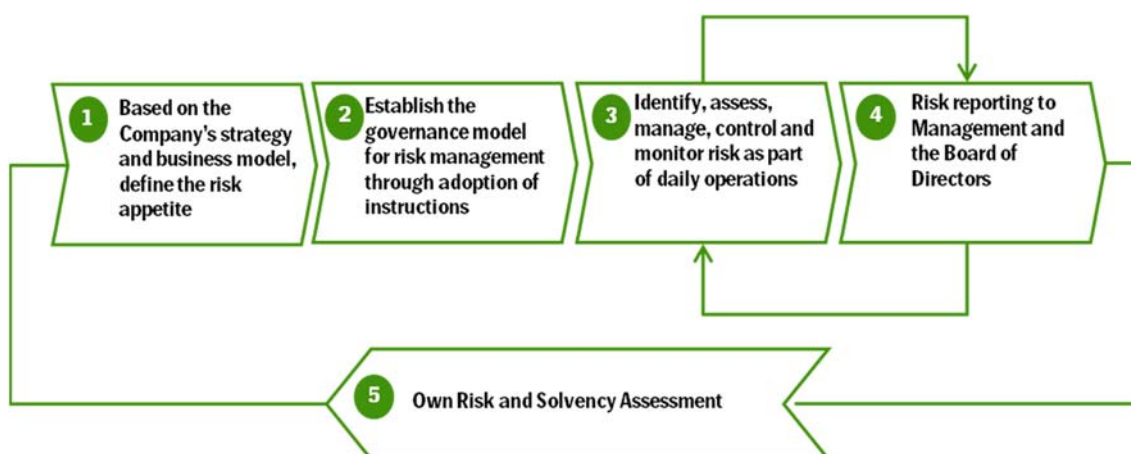 1
Based on the
Company's strategy
and business model,
define the risk
appetite
2
Establish the
governance model
for risk management
through adoption of
instructions
3
Identify, assess,
manage, control and
monitor risk as part
of daily operations
4
Risk reporting to
Management and
the Board of
Directors
5
Own Risk and Solvency Assessment